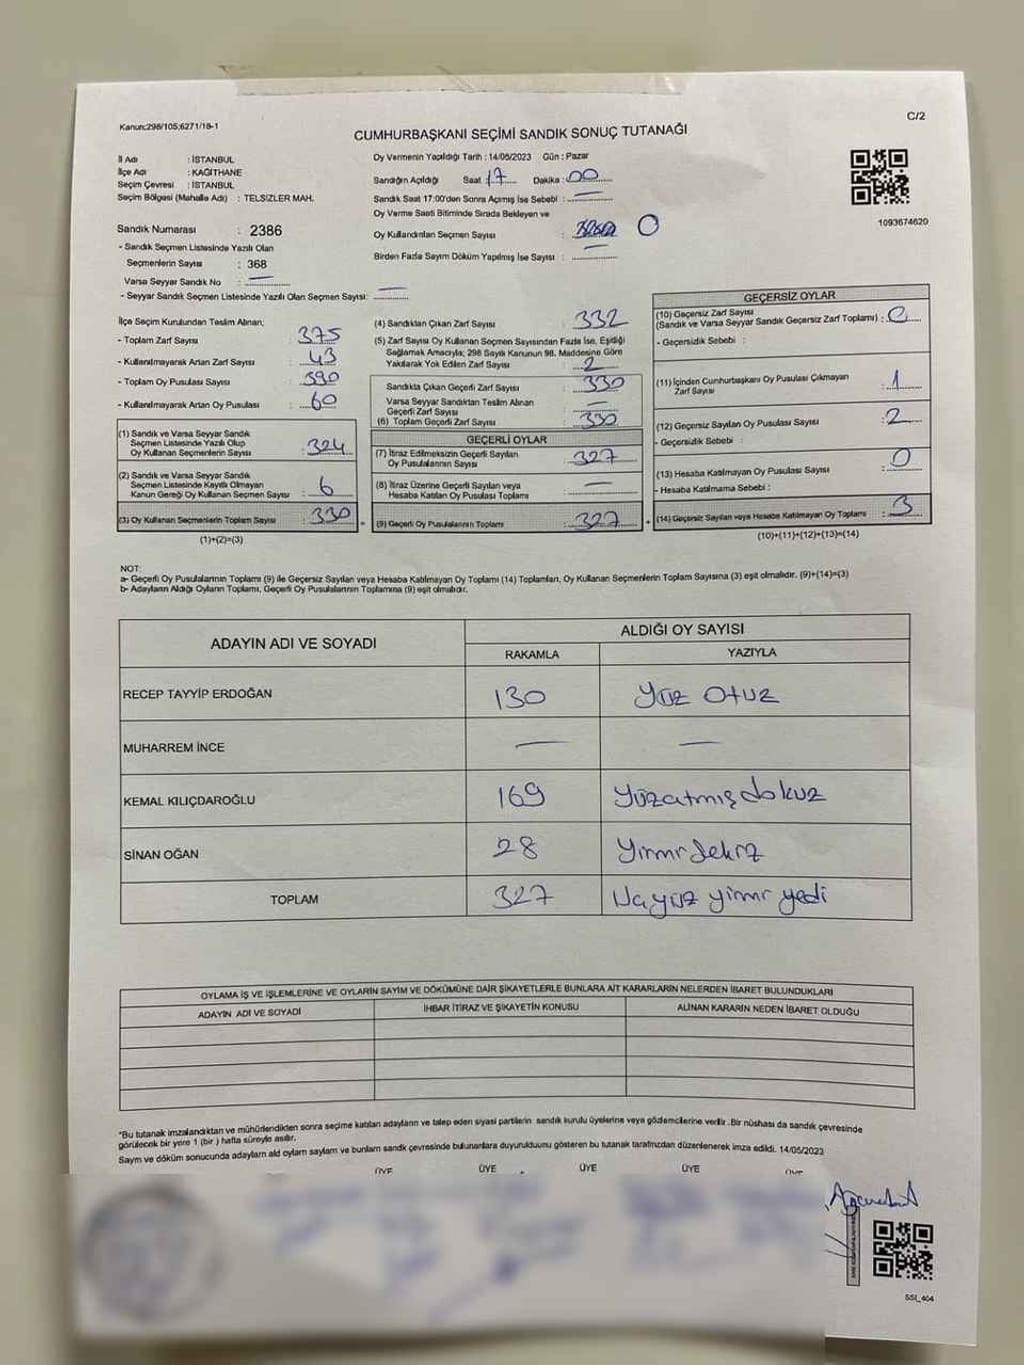 Kanun;298/105;6271/18-1
C/2
CUMHURBAŞKANI SEÇİMİ SANDIK SONUÇ TUTANAĞI
İl Adı : İSTANBUL
İlçe Adı : KAĞITHANE
Seçim Çevresi : İSTANBUL
Seçim Bölgesi (Mahalle Adı) : TELSİZLER MAH.
Oy Vermenin Yapıldığı Tarih : 14/05/2023 Gün : Pazar
Sandığın Açıldığı Saat : 17 Dakika : 00
Sandık Saat 17:00'den Sonra Açılmış İse Sebebi : —
Oy Verme Saati Bitiminde Sırada Bekleyen ve
Oy Kullandırılan Seçmen Sayısı : 0
Birden Fazla Sayım Döküm Yapılmış İse Sayısı : —
1093674620
Sandık Numarası : 2386
- Sandık Seçmen Listesinde Yazılı Olan
Seçmenlerin Sayısı : 368
Varsa Seyyar Sandık No : —
- Seyyar Sandık Seçmen Listesinde Yazılı Olan Seçmen Sayısı: —
İlçe Seçim Kurulundan Teslim Alınan;
- Toplam Zarf Sayısı : 375
- Kullanılmayarak Artan Zarf Sayısı : 43
- Toplam Oy Pusulası Sayısı : 390
- Kullanılmayarak Artan Oy Pusulası : 60
(1) Sandık ve Varsa Seyyar Sandık
Seçmen Listesinde Yazılı Olup
Oy Kullanan Seçmenlerin Sayısı : 324
(2) Sandık ve Varsa Seyyar Sandık
Seçmen Listesinde Kayıtlı Olmayan
Kanun Gereği Oy Kullanan Seçmen Sayısı : 6
(3) Oy Kullanan Seçmenlerin Toplam Sayısı : 330
(1)+(2)=(3)
(4) Sandıktan Çıkan Zarf Sayısı : 332
(5) Zarf Sayısı Oy Kullanan Seçmen Sayısından Fazla İse, Eşitliği
Sağlamak Amacıyla; 298 Sayılı Kanunun 98. Maddesine Göre
Yakılarak Yok Edilen Zarf Sayısı : 2
Sandıkta Çıkan Geçerli Zarf Sayısı : 330
Varsa Seyyar Sandıktan Teslim Alınan
Geçerli Zarf Sayısı : —
(6) Toplam Geçerli Zarf Sayısı : 330
GEÇERLİ OYLAR
(7) İtiraz Edilmeksizin Geçerli Sayılan
Oy Pusulalarının Sayısı : 327
(8) İtiraz Üzerine Geçerli Sayılan veya
Hesaba Katılan Oy Pusulası Toplamı : —
(9) Geçerli Oy Pusulalarının Toplamı : 327
GEÇERSİZ OYLAR
(10) Geçersiz Zarf Sayısı
(Sandık ve Varsa Seyyar Sandık Geçersiz Zarf Toplamı) : 0
- Geçersizlik Sebebi :
(11) İçinden Cumhurbaşkanı Oy Pusulası Çıkmayan
Zarf Sayısı : 1
(12) Geçersiz Sayılan Oy Pusulası Sayısı : 2
- Geçersizlik Sebebi :
(13) Hesaba Katılmayan Oy Pusulası Sayısı : 0
- Hesaba Katılmama Sebebi :
(14) Geçersiz Sayılan veya Hesaba Katılmayan Oy Toplamı : 3
(10)+(11)+(12)+(13)=(14)
NOT:
a- Geçerli Oy Pusulalarının Toplamı (9) ile Geçersiz Sayılan veya Hesaba Katılmayan Oy Toplamı (14) Toplamları, Oy Kullanan Seçmenlerin Toplam Sayısına (3) eşit olmalıdır. (9)+(14)=(3)
b- Adayların Aldığı Oyların Toplamı, Geçerli Oy Pusulalarının Toplamına (9) eşit olmalıdır.
ADAYIN ADI VE SOYADI
ALDIĞI OY SAYISI
RAKAMLA YAZIYLA
RECEP TAYYİP ERDOĞAN 130 Yüz Otuz
MUHARREM İNCE — —
KEMAL KILIÇDAROĞLU 169 Yüzatmışdokuz
SİNAN OĞAN 28 Yirmi Sekiz
TOPLAM 327 Üçyüz yirmi yedi
OYLAMA İŞ VE İŞLEMLERİNE VE OYLARIN SAYIM VE DÖKÜMÜNE DAİR ŞİKAYETLERLE BUNLARA AİT KARARLARIN NELERDEN İBARET BULUNDUKLARI
ADAYIN ADI VE SOYADI İHBAR İTİRAZ VE ŞİKAYETİN KONUSU ALINAN KARARIN NEDEN İBARET OLDUĞU
*Bu tutanak imzalandıktan ve mühürlendikten sonra seçime katılan adayların ve talep eden siyasi partilerin sandık kurulu üyelerine veya gözlemcilerine verilir. Bir nüshası da sandık çevresinde
görülecek bir yere 1 (bir ) hafta süreyle asılır.
Sayım ve döküm sonucunda adayların aldığı oyların sayısını ve bunların sandık çevresinde bulunanlara duyurulduğunu gösteren bu tutanak tarafımızdan düzenlenerek imza edildi. 14/05/2023
ÜYE ÜYE ÜYE ÜYE ÜYE
SSI_404